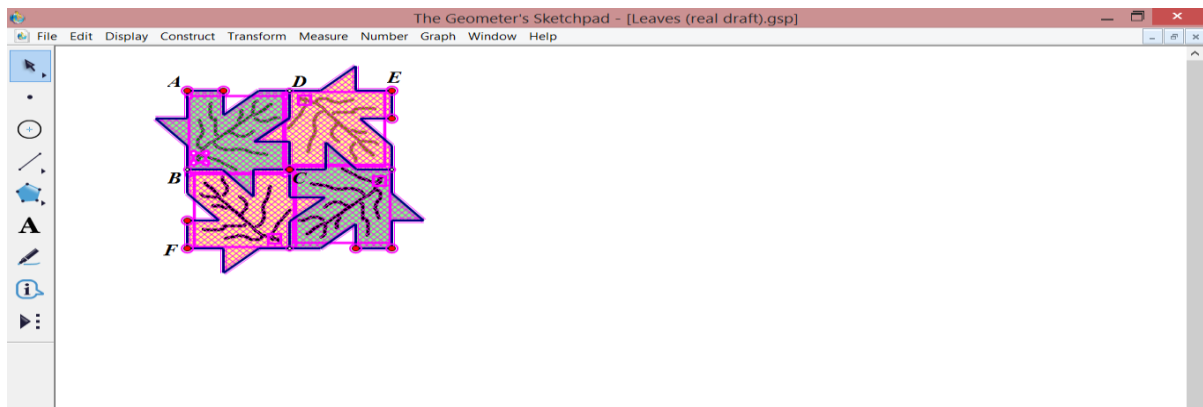 The Geometer's Sketchpad - [Leaves (real draft).gsp]
File Edit Display Construct Transform Measure Number Graph Window Help
A D E
B C
F
A